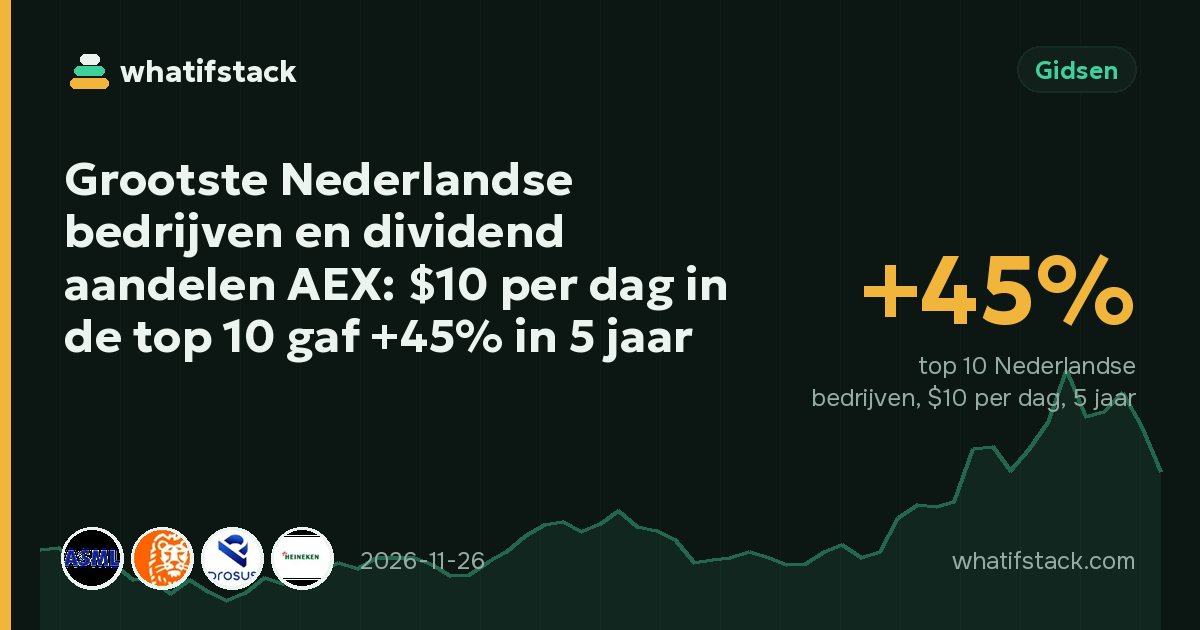 whatifstack
Gidsen
Grootste Nederlandse
bedrijven en dividend
aandelen AEX: $10 per dag in
de top 10 gaf +45% in 5 jaar
+45%
top 10 Nederlandse
bedrijven, $10 per dag, 5 jaar
ASML
prosus
HEINEKEN
2026-11-26
whatifstack.com